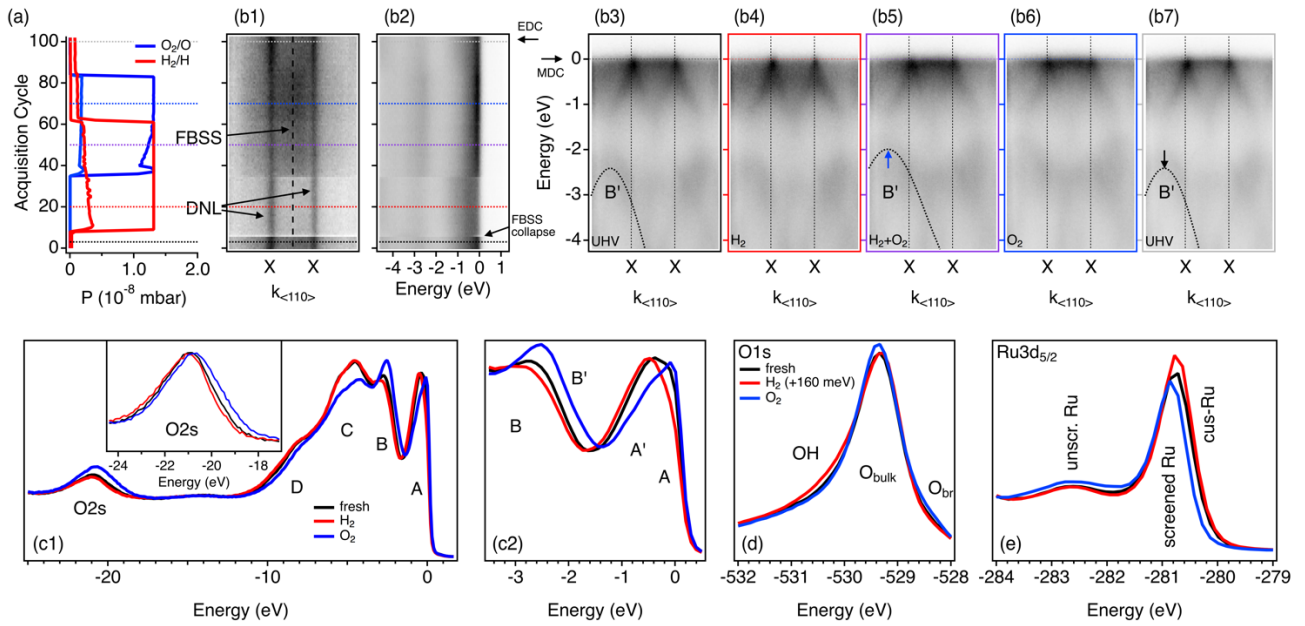 (a)
(b1)
(b2)
(b3)
(b4)
(b5)
(b6)
(b7)
100
80
60
40
20
0
Acquisition Cycle
O₂/O
H₂/H
0
1.0
2.0
P (10⁻⁸ mbar)
FBSS
DNL
X X
k<110>
EDC
FBSS
collapse
-4 -3 -2 -1 0 1
Energy (eV)
MDC
0
-1
-2
-3
-4
Energy (eV)
B'
UHV
X X
k<110>
H₂
X X
k<110>
B'
H₂+O₂
X X
k<110>
O₂
X X
k<110>
B'
UHV
X X
k<110>
O2s
-24 -22 -20 -18
Energy (eV)
O2s
D
C
B
A
fresh
H₂
O₂
(c1)
-20 -10 0
Energy (eV)
B
B'
A'
A
(c2)
-3 -2 -1 0
Energy (eV)
O1s
fresh
H₂ (+160 meV)
O₂
OH
O_bulk
O_br
(d)
-532 -531 -530 -529 -528
Energy (eV)
Ru3d₅/₂
unscr. Ru
screened Ru
cus-Ru
(e)
-284 -283 -282 -281 -280 -279
Energy (eV)